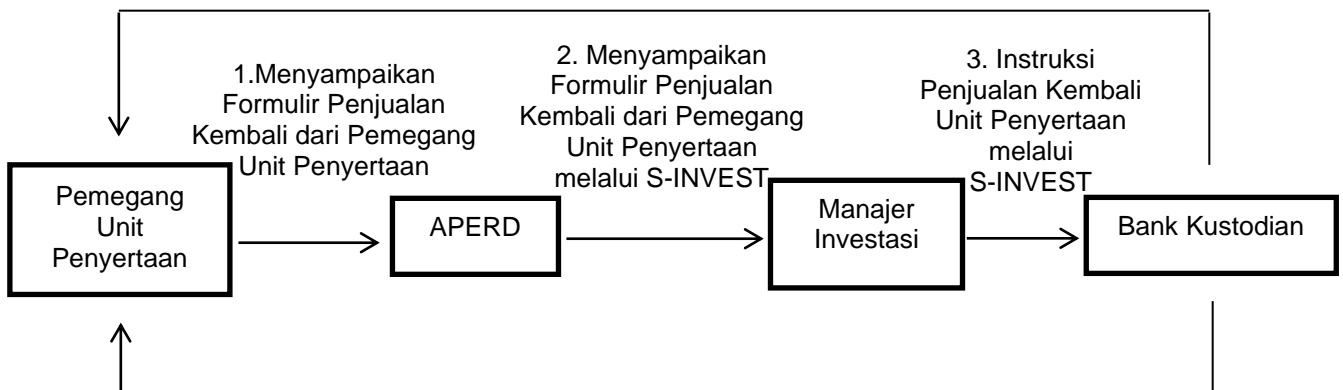 1.Menyampaikan
Formulir Penjualan
Kembali dari Pemegang
Unit Penyertaan
2. Menyampaikan
Formulir Penjualan
Kembali dari Pemegang
Unit Penyertaan
melalui S-INVEST
3. Instruksi
Penjualan Kembali
Unit Penyertaan
melalui
S-INVEST
Pemegang
Unit
Penyertaan
APERD
Manajer
Investasi
Bank Kustodian